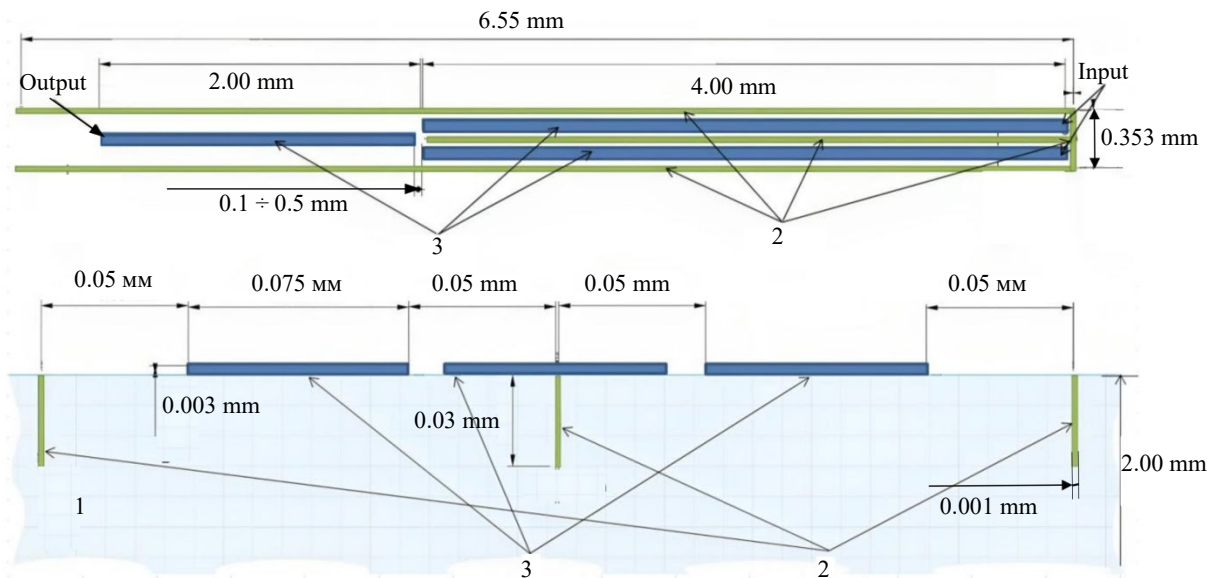 6.55 mm
Output
2.00 mm
4.00 mm
Input
0.353 mm
0.1 ÷ 0.5 mm
3
2
0.05 мм
0.075 мм
0.05 mm
0.05 mm
0.05 мм
0.003 mm
0.03 mm
2.00 mm
0.001 mm
1
3
2